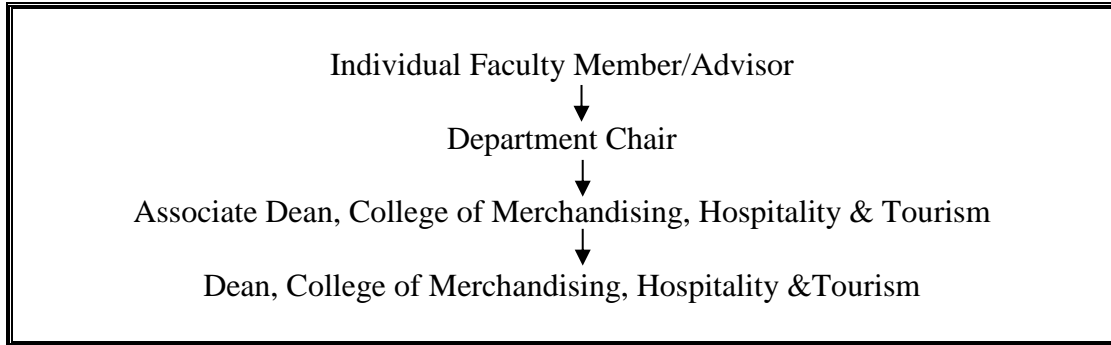 Individual Faculty Member/Advisor
Department Chair
Associate Dean, College of Merchandising, Hospitality & Tourism
Dean, College of Merchandising, Hospitality &Tourism